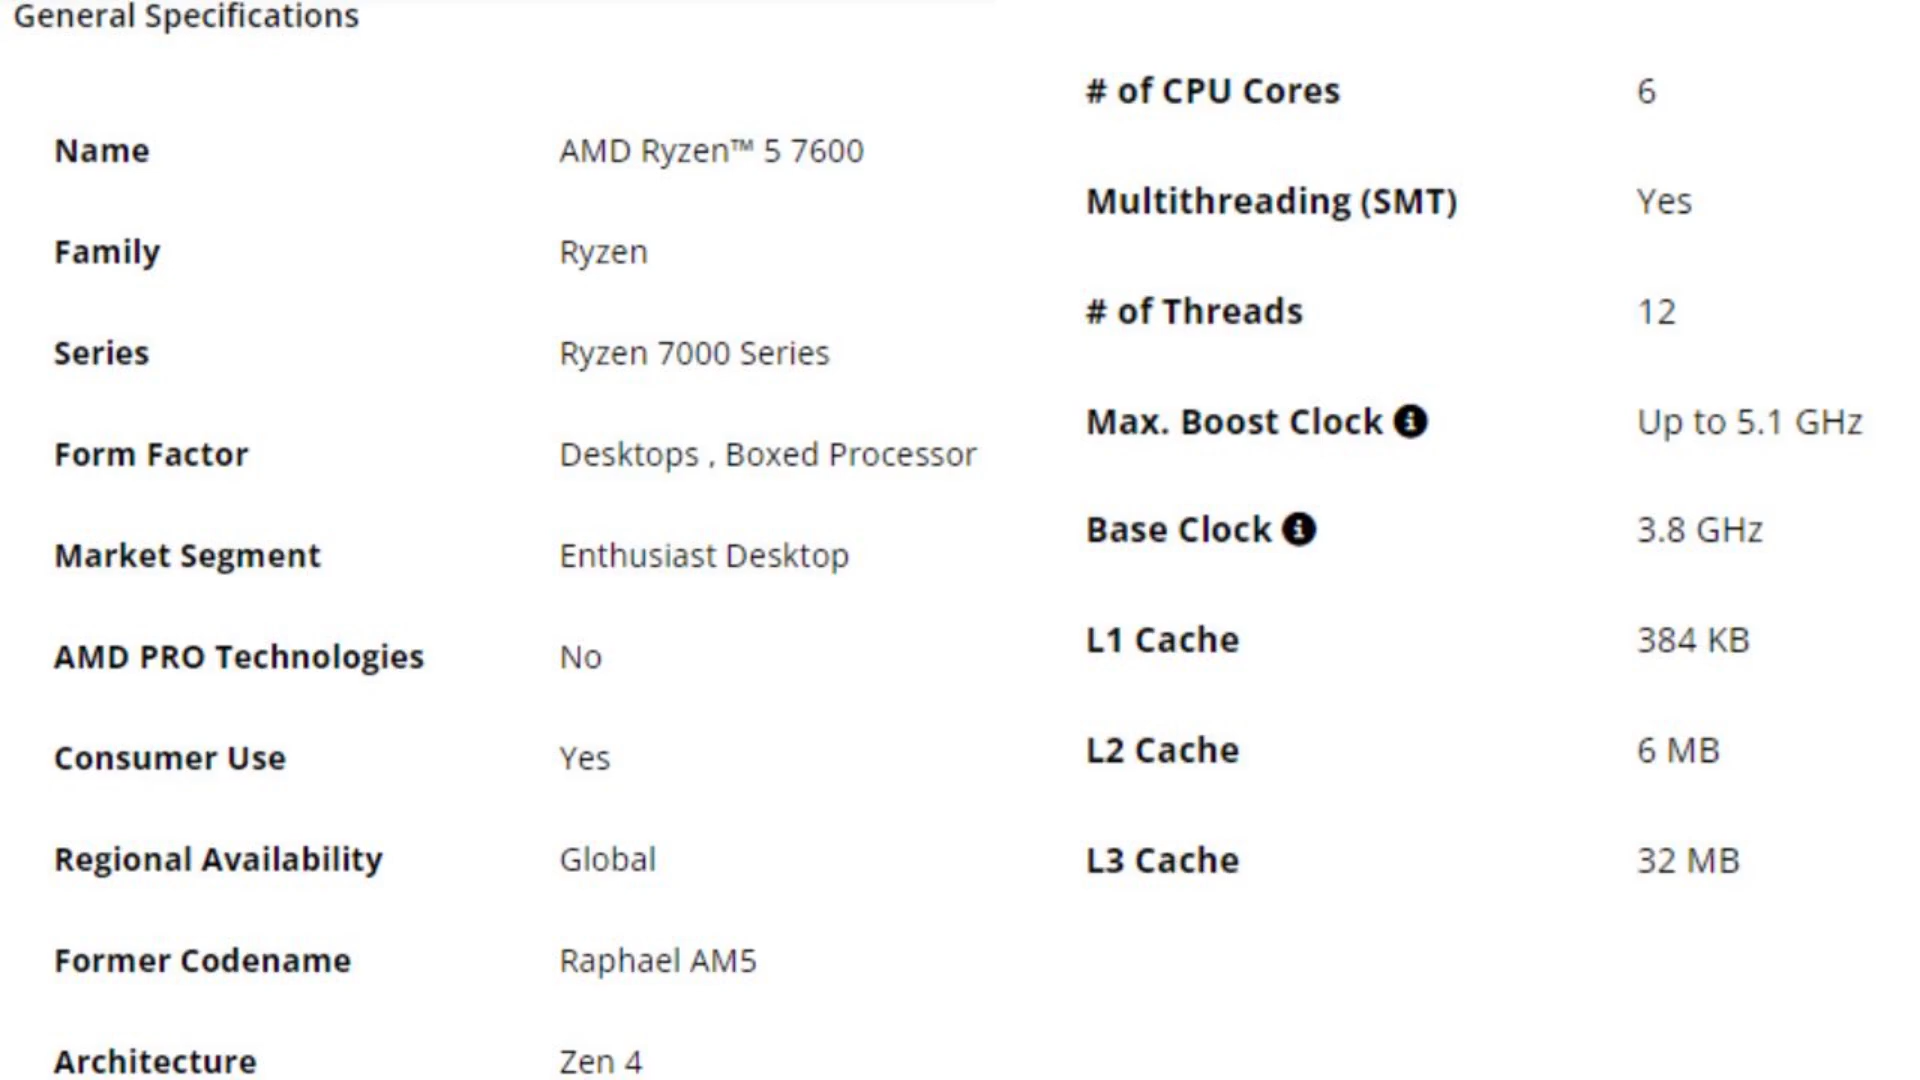 General Specifications
Name AMD Ryzen™ 5 7600
Family Ryzen
Series Ryzen 7000 Series
Form Factor Desktops , Boxed Processor
Market Segment Enthusiast Desktop
AMD PRO Technologies No
Consumer Use Yes
Regional Availability Global
Former Codename Raphael AM5
Architecture Zen 4
# of CPU Cores 6
Multithreading (SMT) Yes
# of Threads 12
Max. Boost Clock Up to 5.1 GHz
Base Clock 3.8 GHz
L1 Cache 384 KB
L2 Cache 6 MB
L3 Cache 32 MB